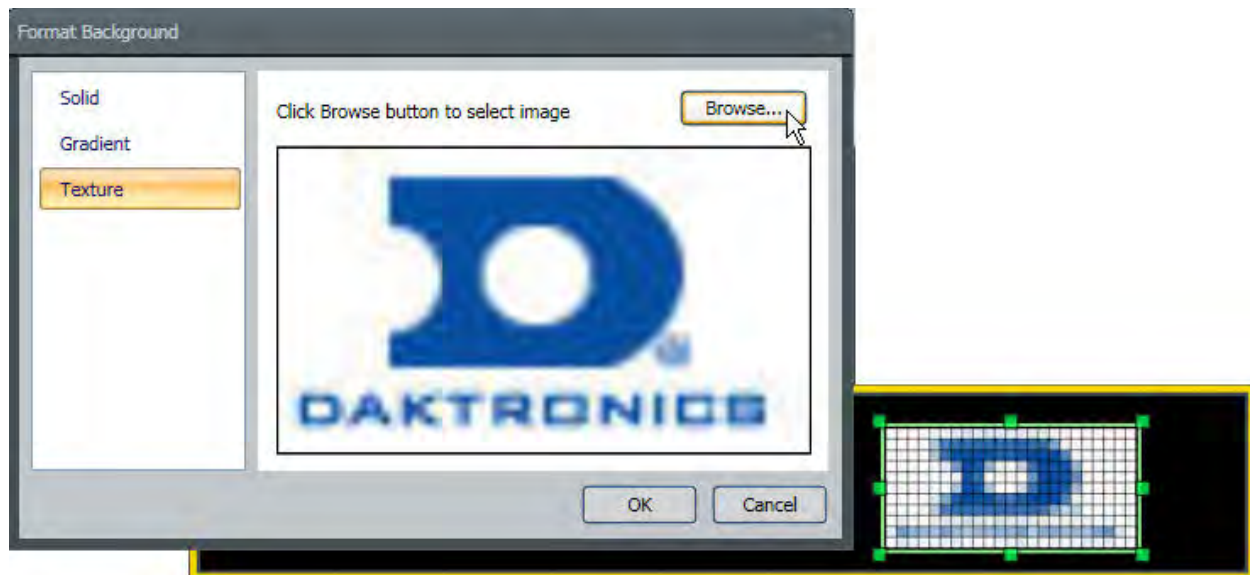 Format Background
Solid
Gradient
Texture
Click Browse button to select image
Browse...
DAKTRONICS
OK
Cancel